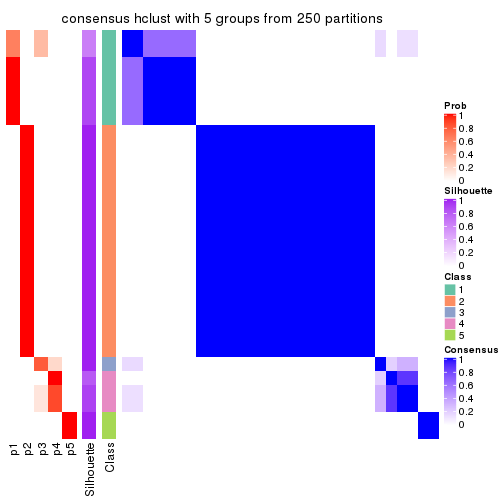 consensus hclust with 5 groups from 250 partitions
Prob
1
0.8
0.6
0.4
0.2
0
Silhouette
1
0.8
0.6
0.4
0.2
0
Class
1
2
3
4
5
Consensus
1
0.8
0.6
0.4
0.2
0
p1
p2
p3
p4
p5
Silhouette
Class